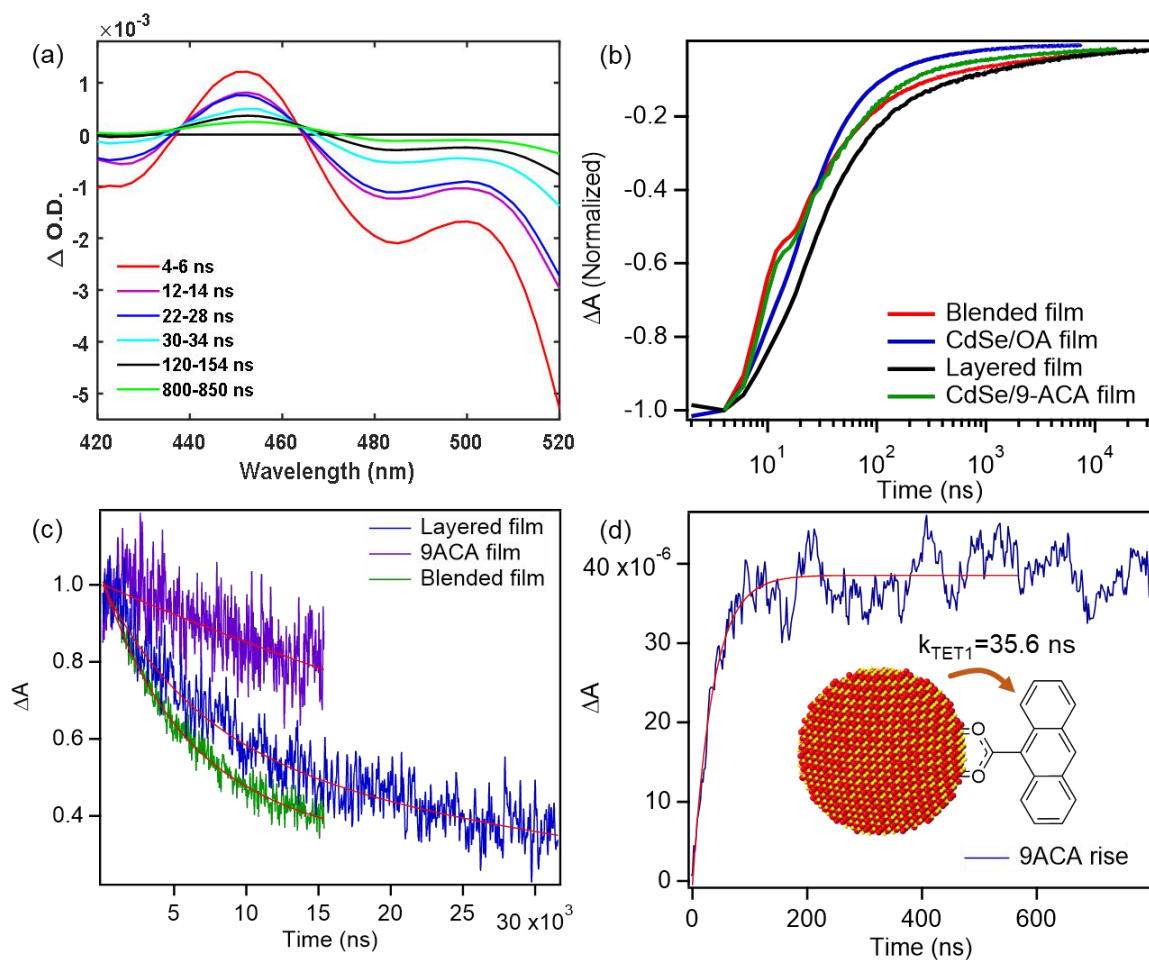 (a)
×10⁻³
1
0
-1
-2
-3
-4
-5
Δ O.D.
4-6 ns
12-14 ns
22-28 ns
30-34 ns
120-154 ns
800-850 ns
420 440 460 480 500 520
Wavelength (nm)
(b)
-0.2
-0.4
-0.6
-0.8
-1.0
ΔA (Normalized)
Blended film
CdSe/OA film
Layered film
CdSe/9-ACA film
10¹ 10² 10³ 10⁴
Time (ns)
(c)
Layered film
9ACA film
Blended film
1.0
0.8
0.6
0.4
ΔA
5 10 15 20 25 30 x10³
Time (ns)
(d)
40 x10⁻⁶
30
20
10
0
ΔA
k_TET1=35.6 ns
O
O
9ACA rise
0 200 400 600
Time (ns)